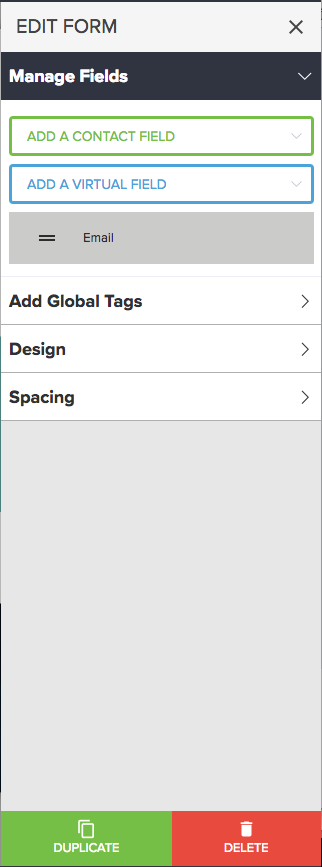 EDIT FORM
Manage Fields
ADD A CONTACT FIELD
ADD A VIRTUAL FIELD
Email
Add Global Tags
Design
Spacing
DUPLICATE
DELETE